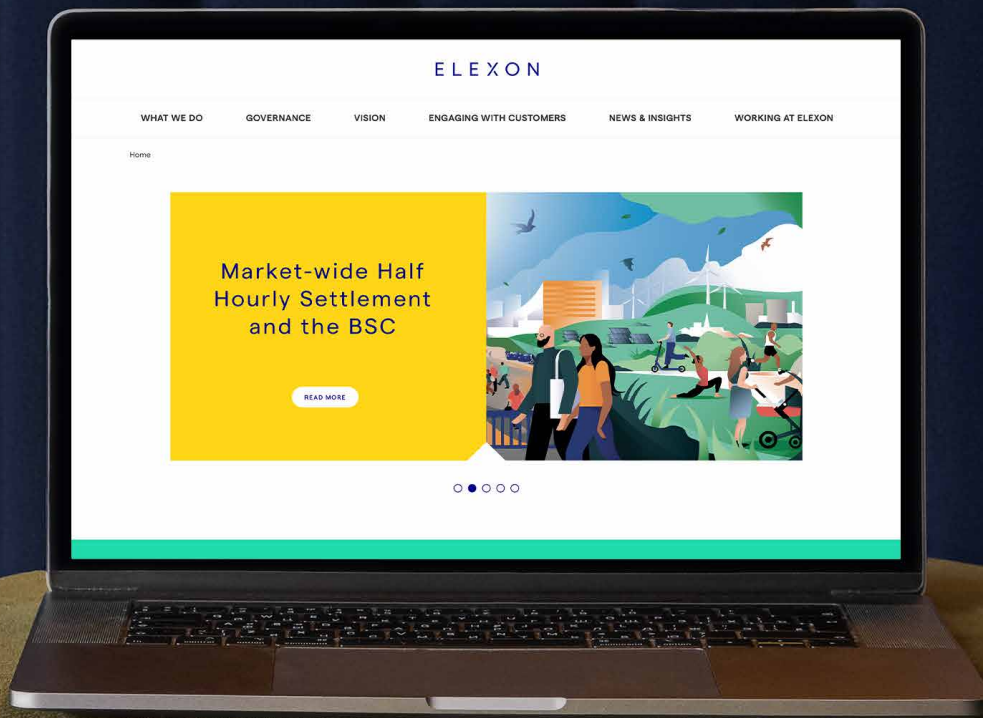 ELEXON
WHAT WE DO GOVERNANCE VISION ENGAGING WITH CUSTOMERS NEWS & INSIGHTS WORKING AT ELEXON
Home
Market-wide Half
Hourly Settlement
and the BSC
READ MORE